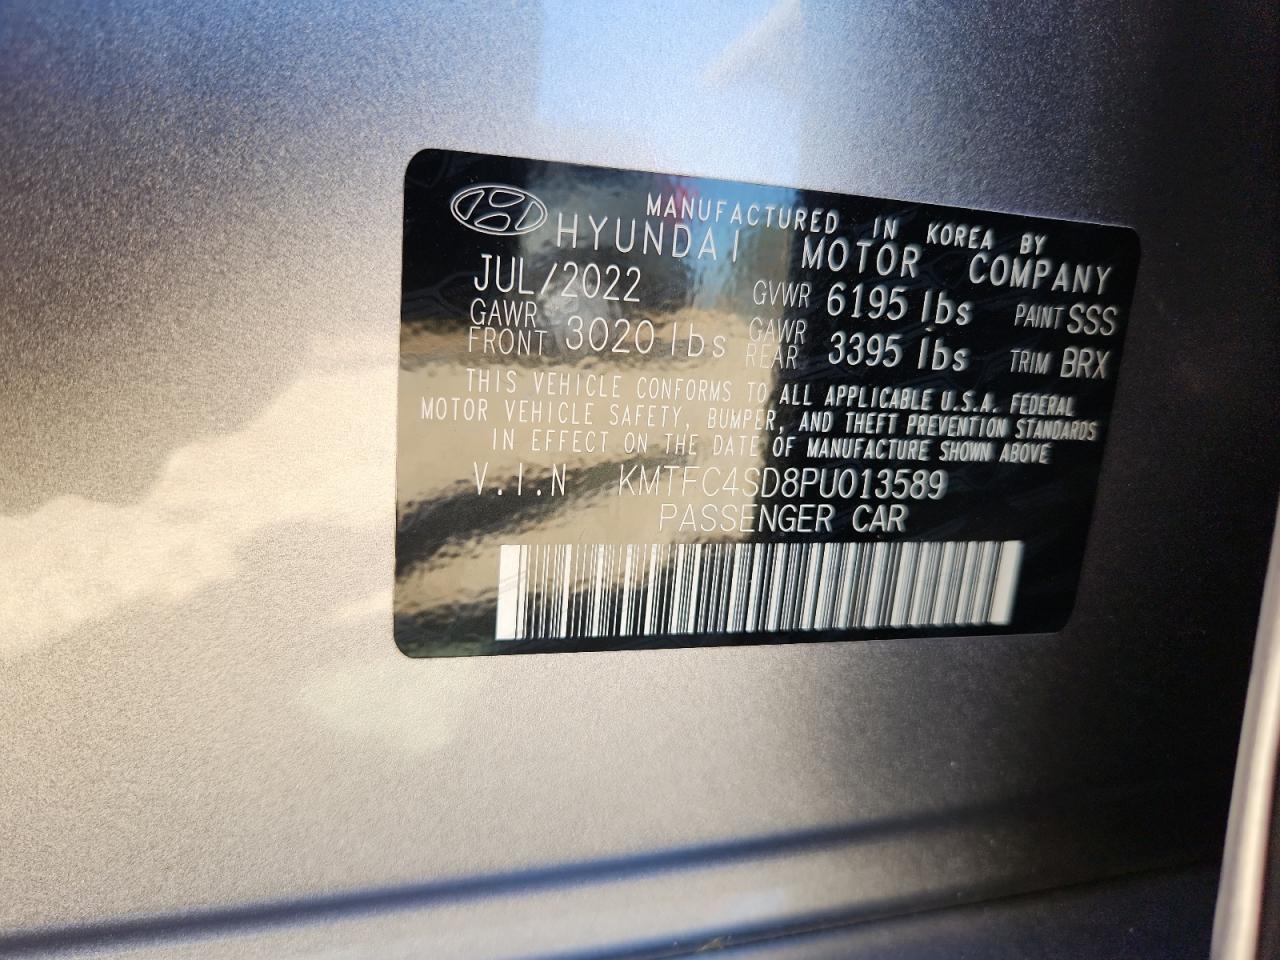 MANUFACTURED IN KOREA BY
HYUNDAI MOTOR COMPANY
JUL/2022 GVWR 6195 lbs PAINT SSS
GAWR FRONT 3020 lbs GAWR REAR 3395 lbs TRIM BRX
THIS VEHICLE CONFORMS TO ALL APPLICABLE U.S.A. FEDERAL
MOTOR VEHICLE SAFETY, BUMPER, AND THEFT PREVENTION STANDARDS
IN EFFECT ON THE DATE OF MANUFACTURE SHOWN ABOVE
V.I.N KMTFC4SD8PU013589
PASSENGER CAR